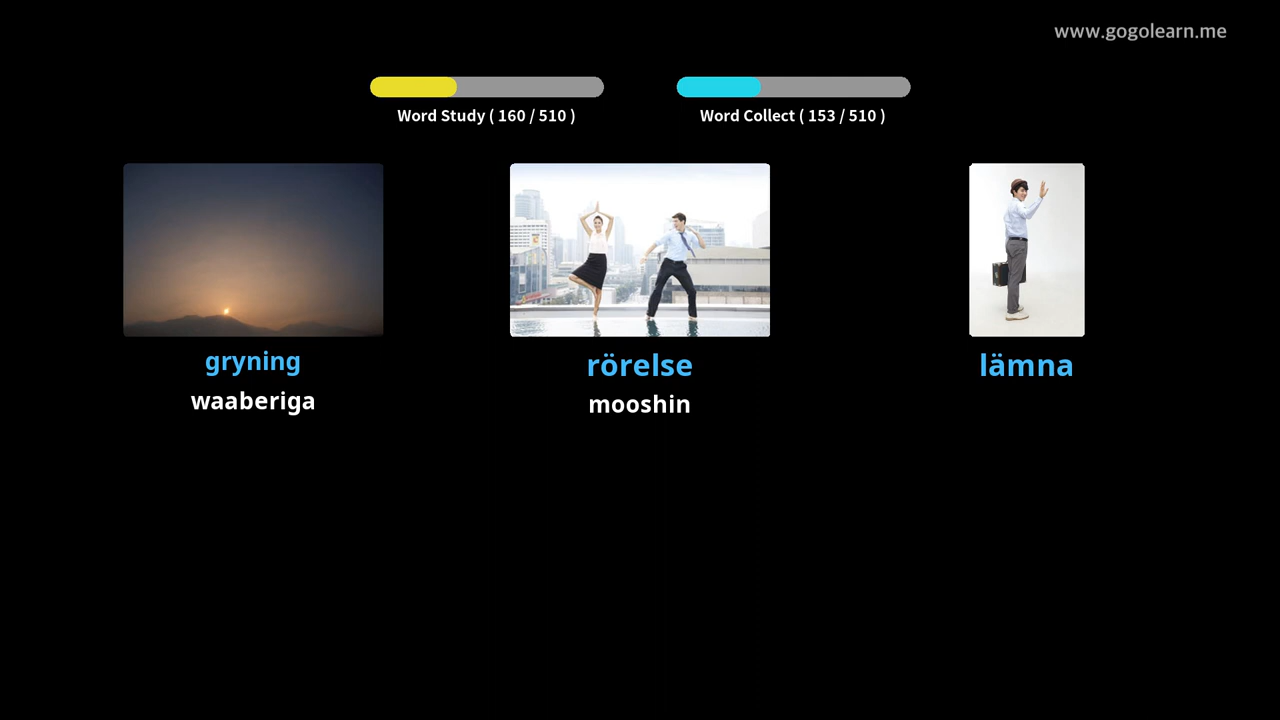 www.gogolearn.me
Word Study ( 160 / 510 )
Word Collect ( 153 / 510 )
gryning
waaberiga
rörelse
mooshin
lämna